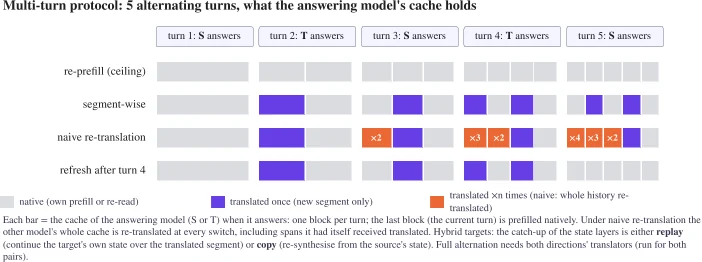 Multi-turn protocol: 5 alternating turns, what the answering model's cache holds
turn 1: S answers
turn 2: T answers
turn 3: S answers
turn 4: T answers
turn 5: S answers
re-prefill (ceiling)
segment-wise
naive re-translation
×2
×3
×2
×4
×3
×2
refresh after turn 4
native (own prefill or re-read)
translated once (new segment only)
translated ×n times (naive: whole history re-
translated)
Each bar = the cache of the answering model (S or T) when it answers: one block per turn; the last block (the current turn) is prefilled natively. Under naive re-translation the
other model's whole cache is re-translated at every switch, including spans it had itself received translated. Hybrid targets: the catch-up of the state layers is either replay
(continue the target's own state over the translated segment) or copy (re-synthesise from the source's state). Full alternation needs both directions' translators (run for both
pairs).